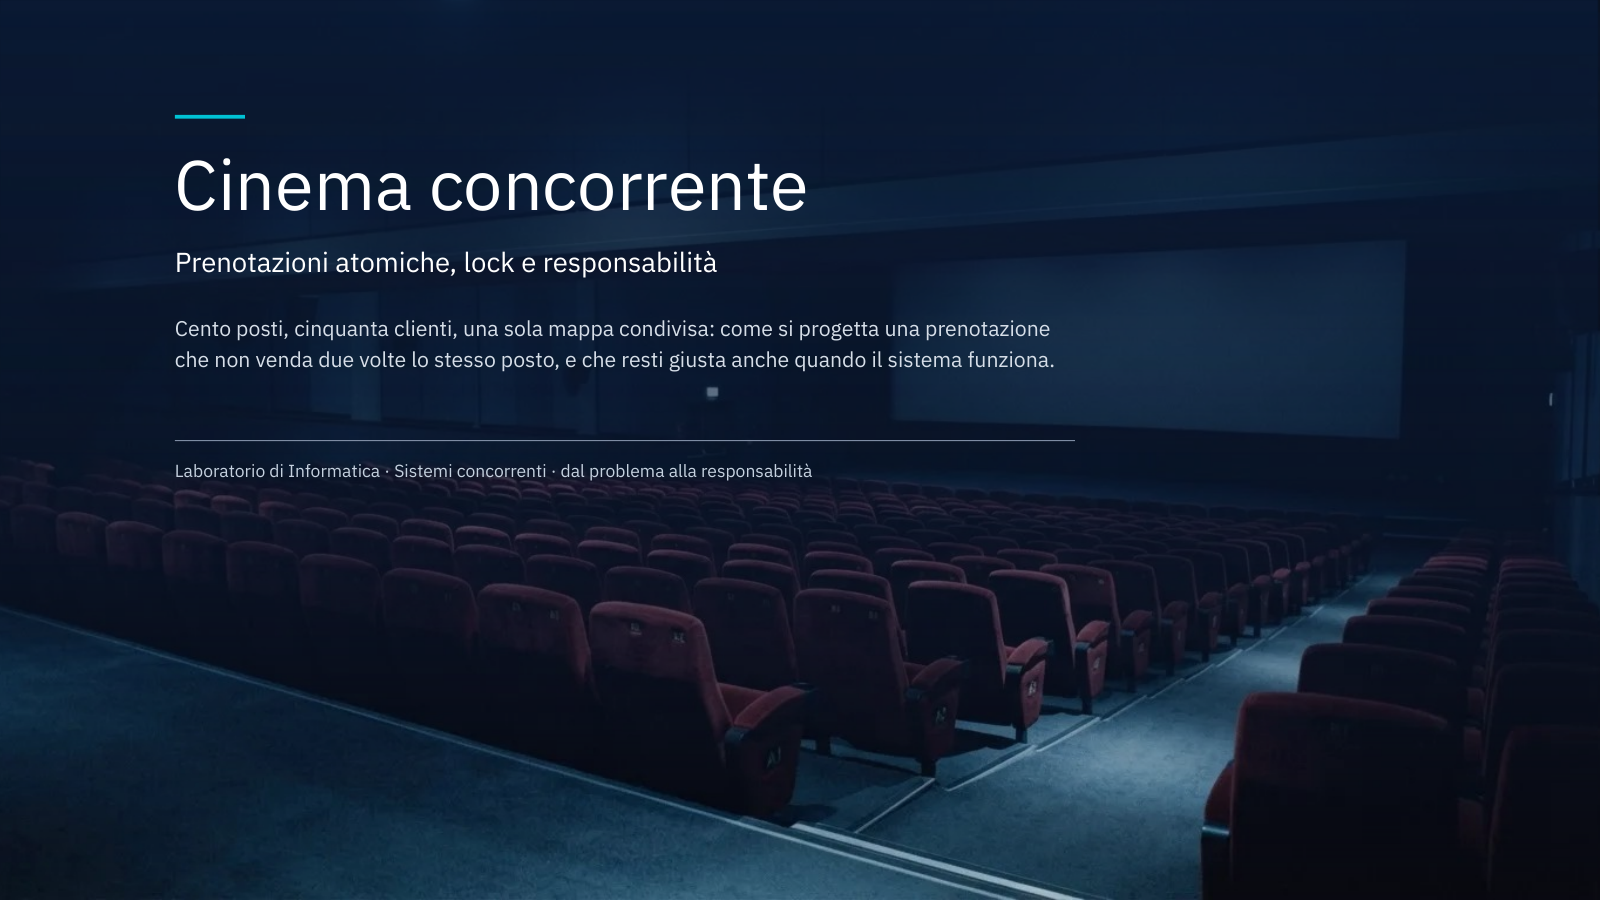 Cinema concorrente
Prenotazioni atomiche, lock e responsabilità
Cento posti, cinquanta clienti, una sola mappa condivisa: come si progetta una prenotazione
che non venda due volte lo stesso posto, e che resti giusta anche quando il sistema funziona.
Laboratorio di Informatica · Sistemi concorrenti · dal problema alla responsabilità